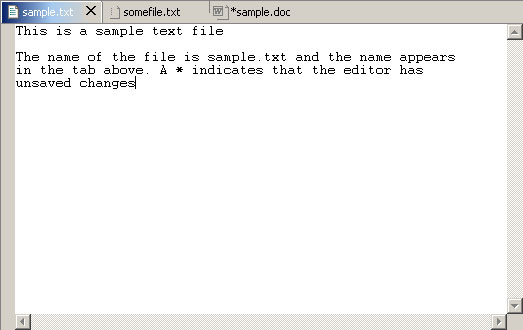 sample.txt somefile.txt *sample.doc
This is a sample text file
The name of the file is sample.txt and the name appears
in the tab above. A * indicates that the editor has
unsaved changes